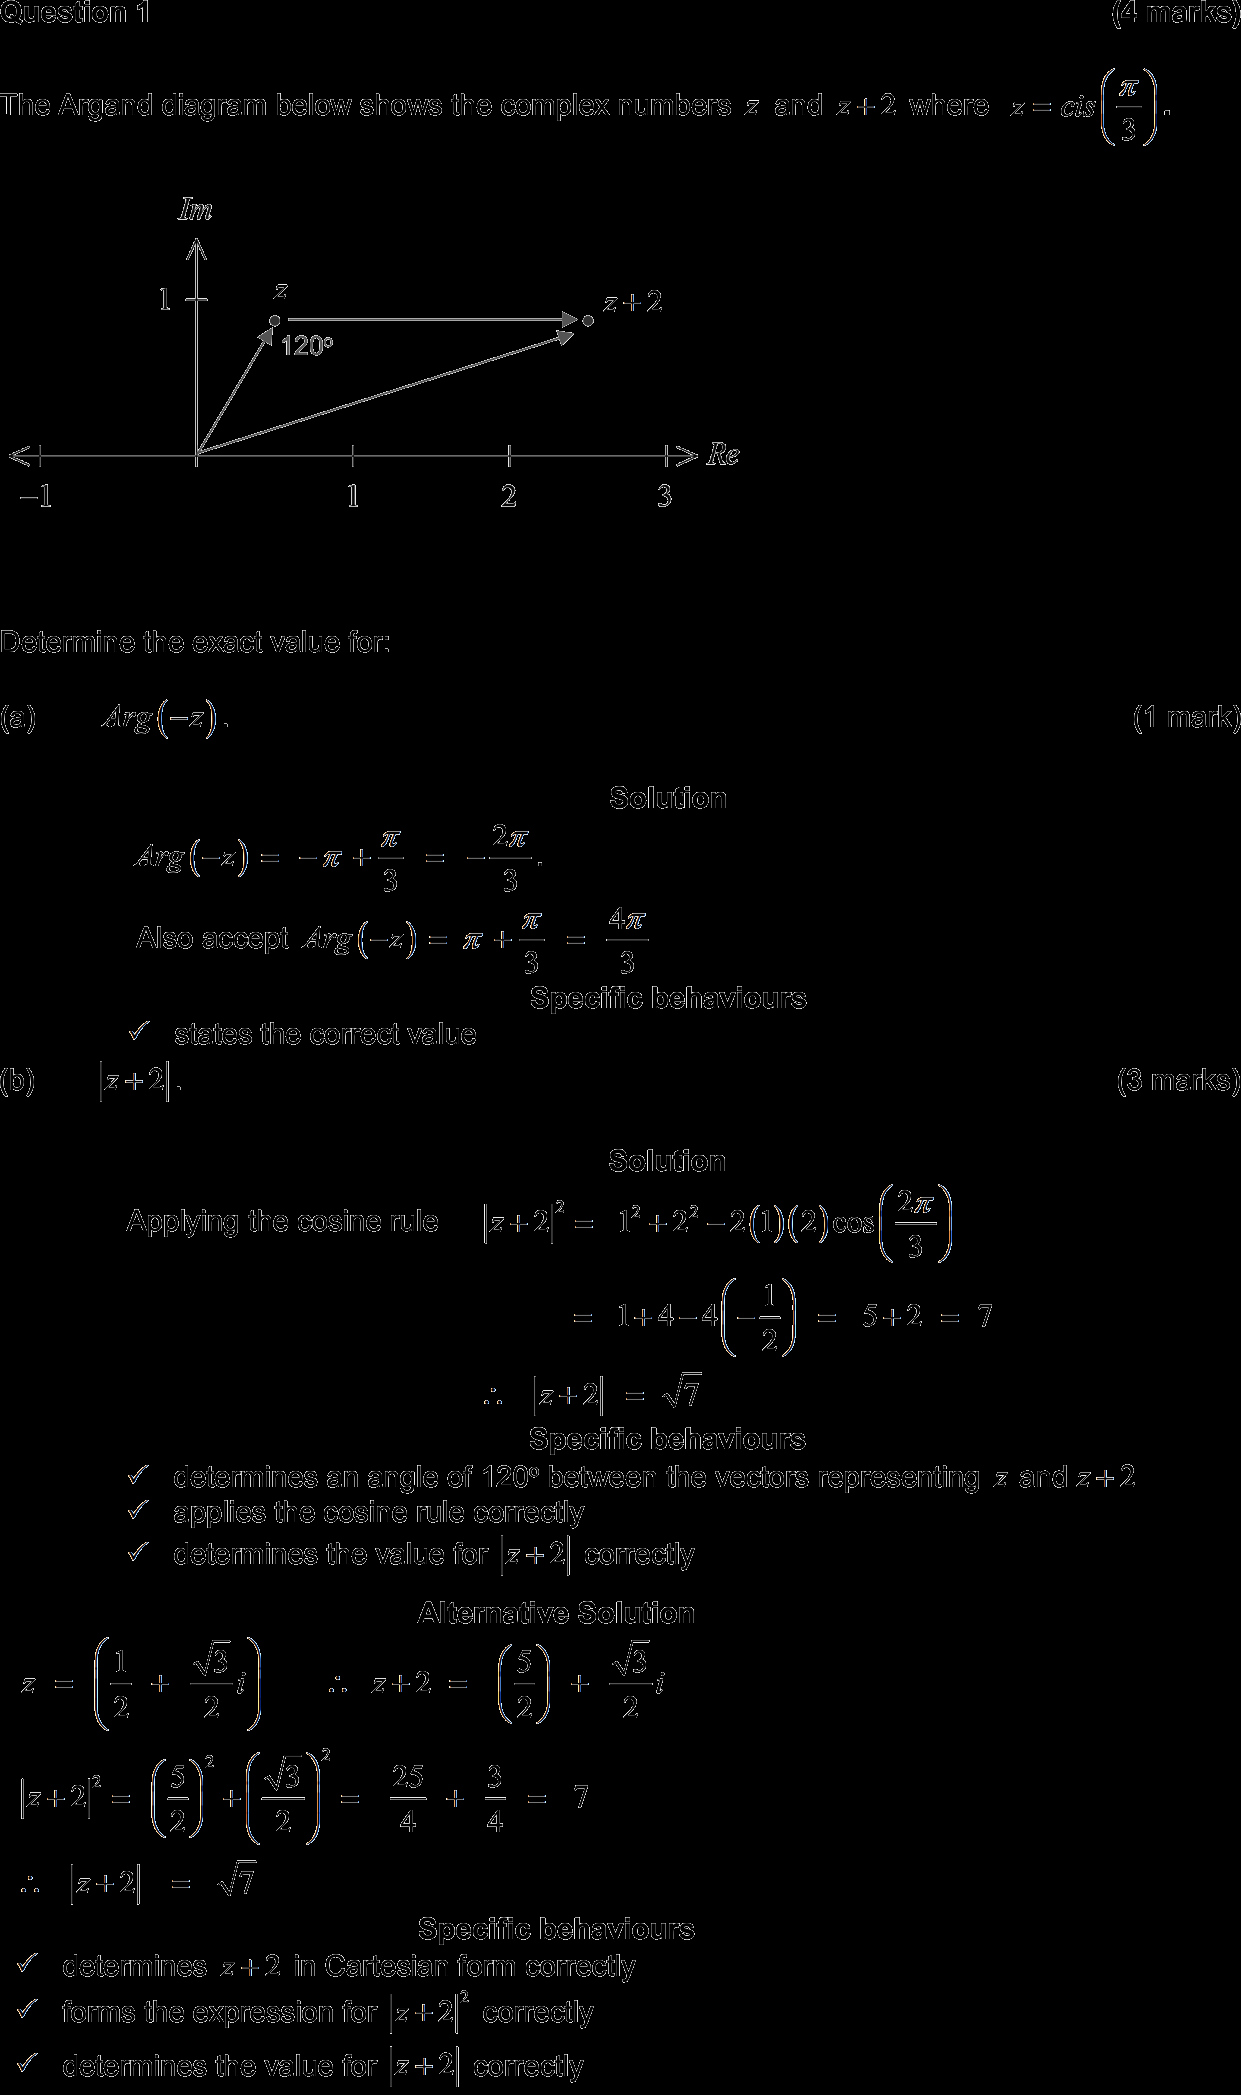 Question 1 (4 marks)
The Argand diagram below shows the complex numbers z and z + 2 where z = cis(π/3).
Im
1
z
z + 2
120°
Re
−1 1 2 3
Determine the exact value for:
(a) Arg(−z). (1 mark)
Solution
Arg(−z) = −π + π/3 = −2π/3.
Also accept Arg(−z) = π + π/3 = 4π/3
Specific behaviours
✓ states the correct value
(b) |z + 2|. (3 marks)
Solution
Applying the cosine rule |z + 2|² = 1² + 2² − 2(1)(2)cos(2π/3)
= 1 + 4 − 4(−1/2) = 5 + 2 = 7
∴ |z + 2| = √7
Specific behaviours
✓ determines an angle of 120° between the vectors representing z and z + 2
✓ applies the cosine rule correctly
✓ determines the value for |z + 2| correctly
Alternative Solution
z = (1/2 + √3/2 i) ∴ z + 2 = (5/2) + √3/2 i
|z + 2|² = (5/2)² + (√3/2)² = 25/4 + 3/4 = 7
∴ |z + 2| = √7
Specific behaviours
✓ determines z + 2 in Cartesian form correctly
✓ forms the expression for |z + 2|² correctly
✓ determines the value for |z + 2| correctly